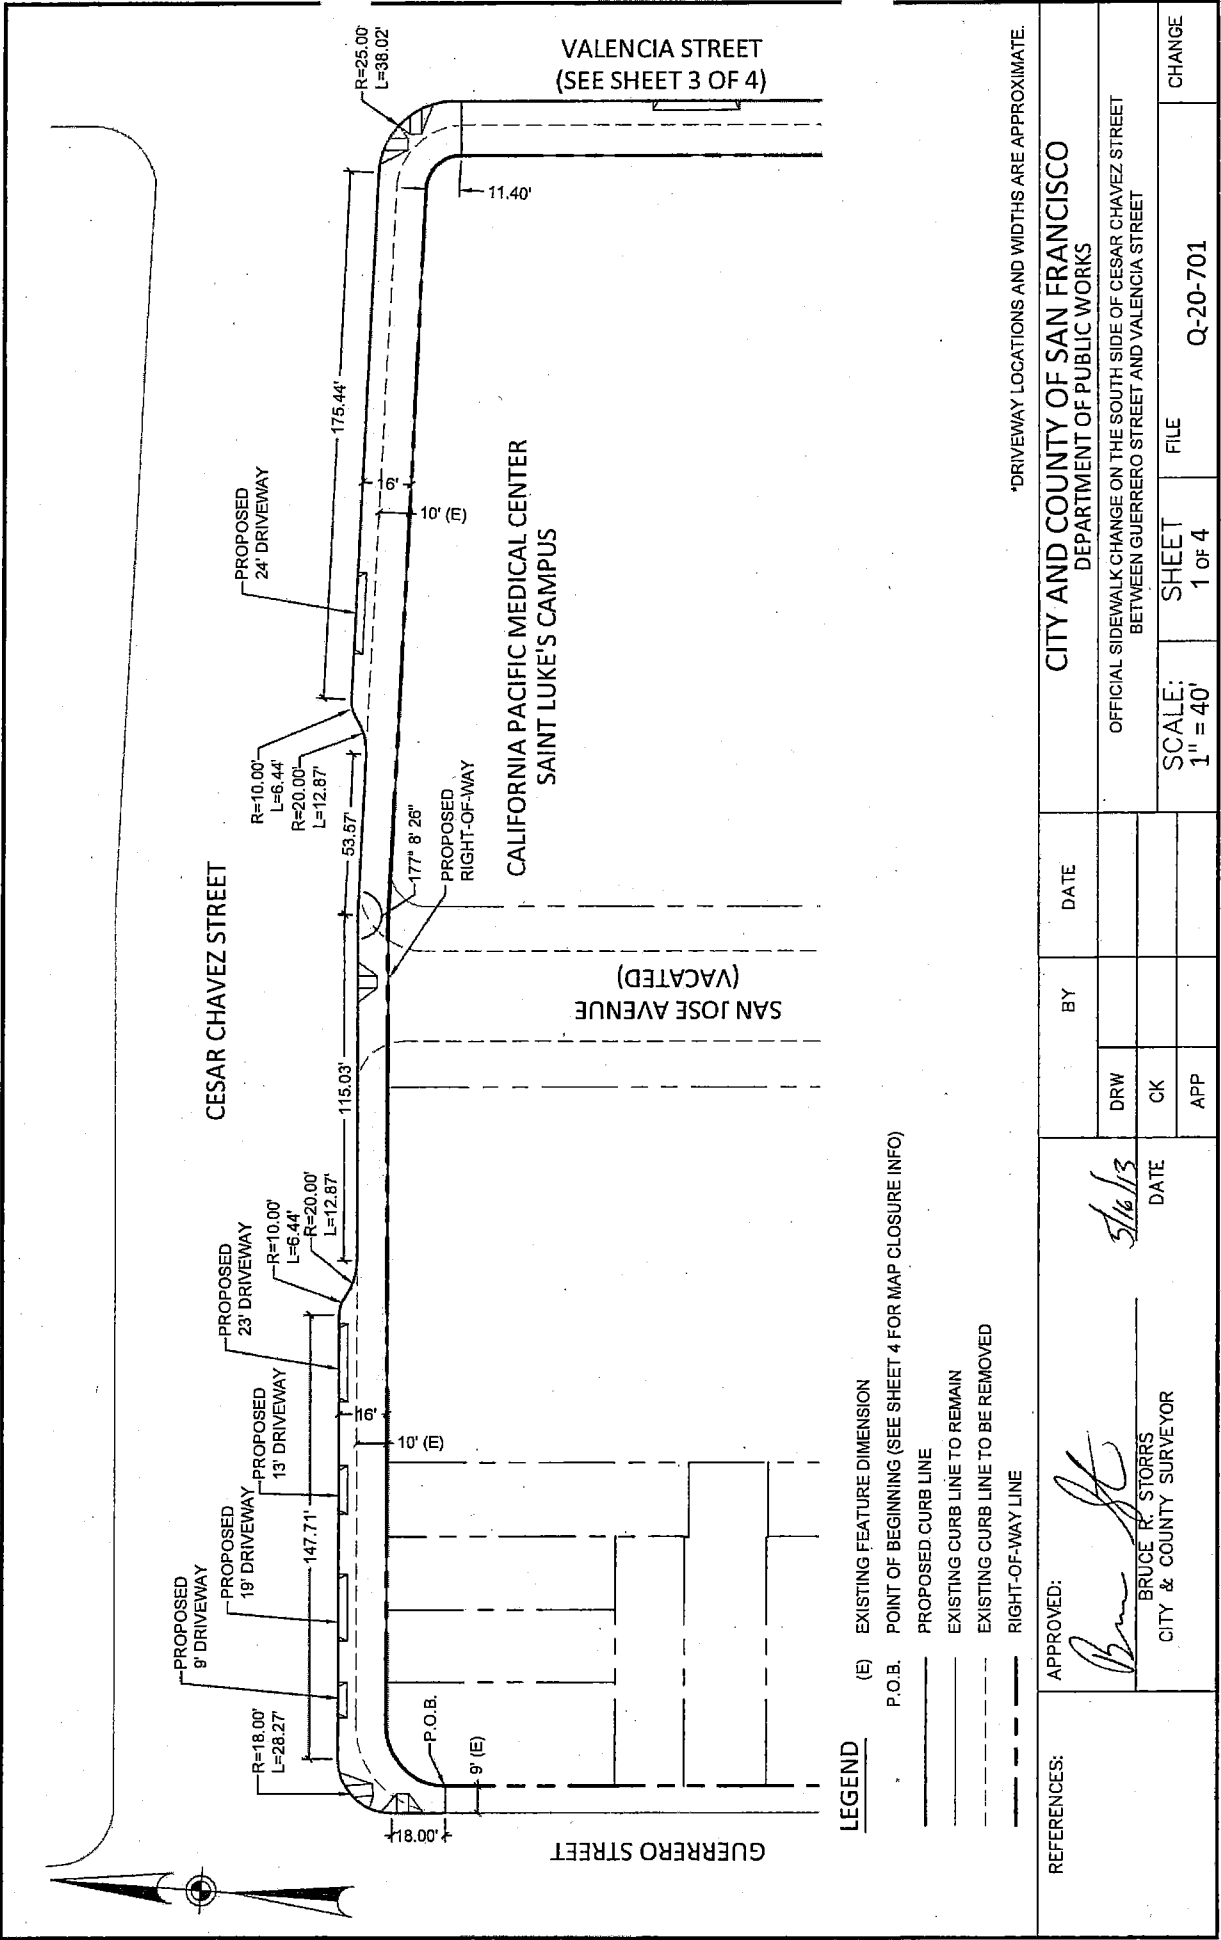 CESAR CHAVEZ STREET
PROPOSED
9' DRIVEWAY
PROPOSED
19' DRIVEWAY
PROPOSED
13' DRIVEWAY
PROPOSED
23' DRIVEWAY
PROPOSED
24' DRIVEWAY
R=18.00'
L=28.27'
147.71'
R=10.00'
L=6.44'
R=20.00'
L=12.87'
115.03'
53.57'
R=10.00'
L=6.44'
R=20.00'
L=12.87'
175.44'
R=25.00'
L=38.02'
18.00'
P.O.B.
9' (E)
16'
10' (E)
177° 8' 26"
PROPOSED
RIGHT-OF-WAY
16'
10' (E)
11.40'
GUERRERO STREET
SAN JOSE AVENUE
(VACATED)
CALIFORNIA PACIFIC MEDICAL CENTER
SAINT LUKE'S CAMPUS
VALENCIA STREET
(SEE SHEET 3 OF 4)
LEGEND
(E) EXISTING FEATURE DIMENSION
P.O.B. POINT OF BEGINNING (SEE SHEET 4 FOR MAP CLOSURE INFO)
PROPOSED CURB LINE
EXISTING CURB LINE TO REMAIN
EXISTING CURB LINE TO BE REMOVED
RIGHT-OF-WAY LINE
*DRIVEWAY LOCATIONS AND WIDTHS ARE APPROXIMATE.
REFERENCES:
APPROVED:
5/16/13
BRUCE R. STORRS
CITY & COUNTY SURVEYOR
DATE
BY
DATE
DRW
CK
APP
CITY AND COUNTY OF SAN FRANCISCO
DEPARTMENT OF PUBLIC WORKS
OFFICIAL SIDEWALK CHANGE ON THE SOUTH SIDE OF CESAR CHAVEZ STREET
BETWEEN GUERRERO STREET AND VALENCIA STREET
SCALE:
1" = 40'
SHEET
1 OF 4
FILE
Q-20-701
CHANGE